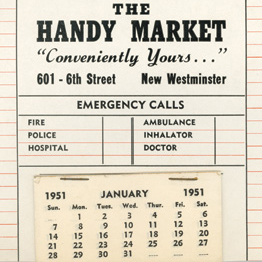 THE
HANDY MARKET
"Conveniently Yours..."
601 - 6th Street New Westminster
EMERGENCY CALLS
FIRE AMBULANCE
POLICE INHALATOR
HOSPITAL DOCTOR
1951 JANUARY 1951
Sun. Mon. Tues. Wed. Thur. Fri. Sat.
1 2 3 4 5 6
7 8 9 10 11 12 13
14 15 16 17 18 19 20
21 22 23 24 25 26 27
28 29 30 31